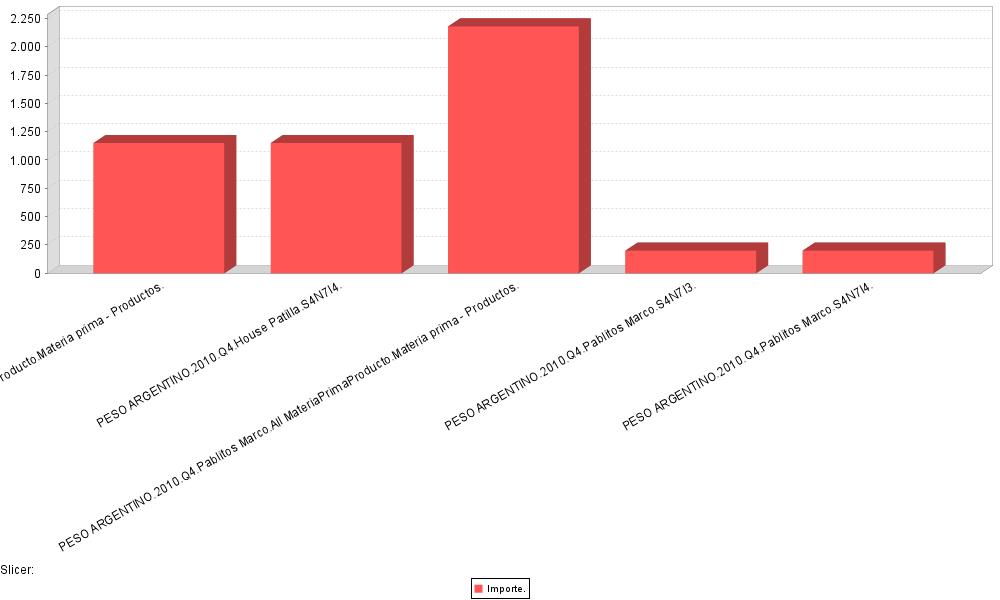 2.250
2.000
1.750
1.500
1.250
1.000
750
500
250
0
roducto.Materia prima - Productos.
PESO ARGENTINO.2010.Q4.House Patilla.S4N7I4.
PESO ARGENTINO.2010.Q4.Pablitos Marco.All MateriaPrimaProducto.Materia prima - Productos.
PESO ARGENTINO.2010.Q4.Pablitos Marco.S4N7I3.
PESO ARGENTINO.2010.Q4.Pablitos Marco.S4N7I4.
Slicer:
Importe.